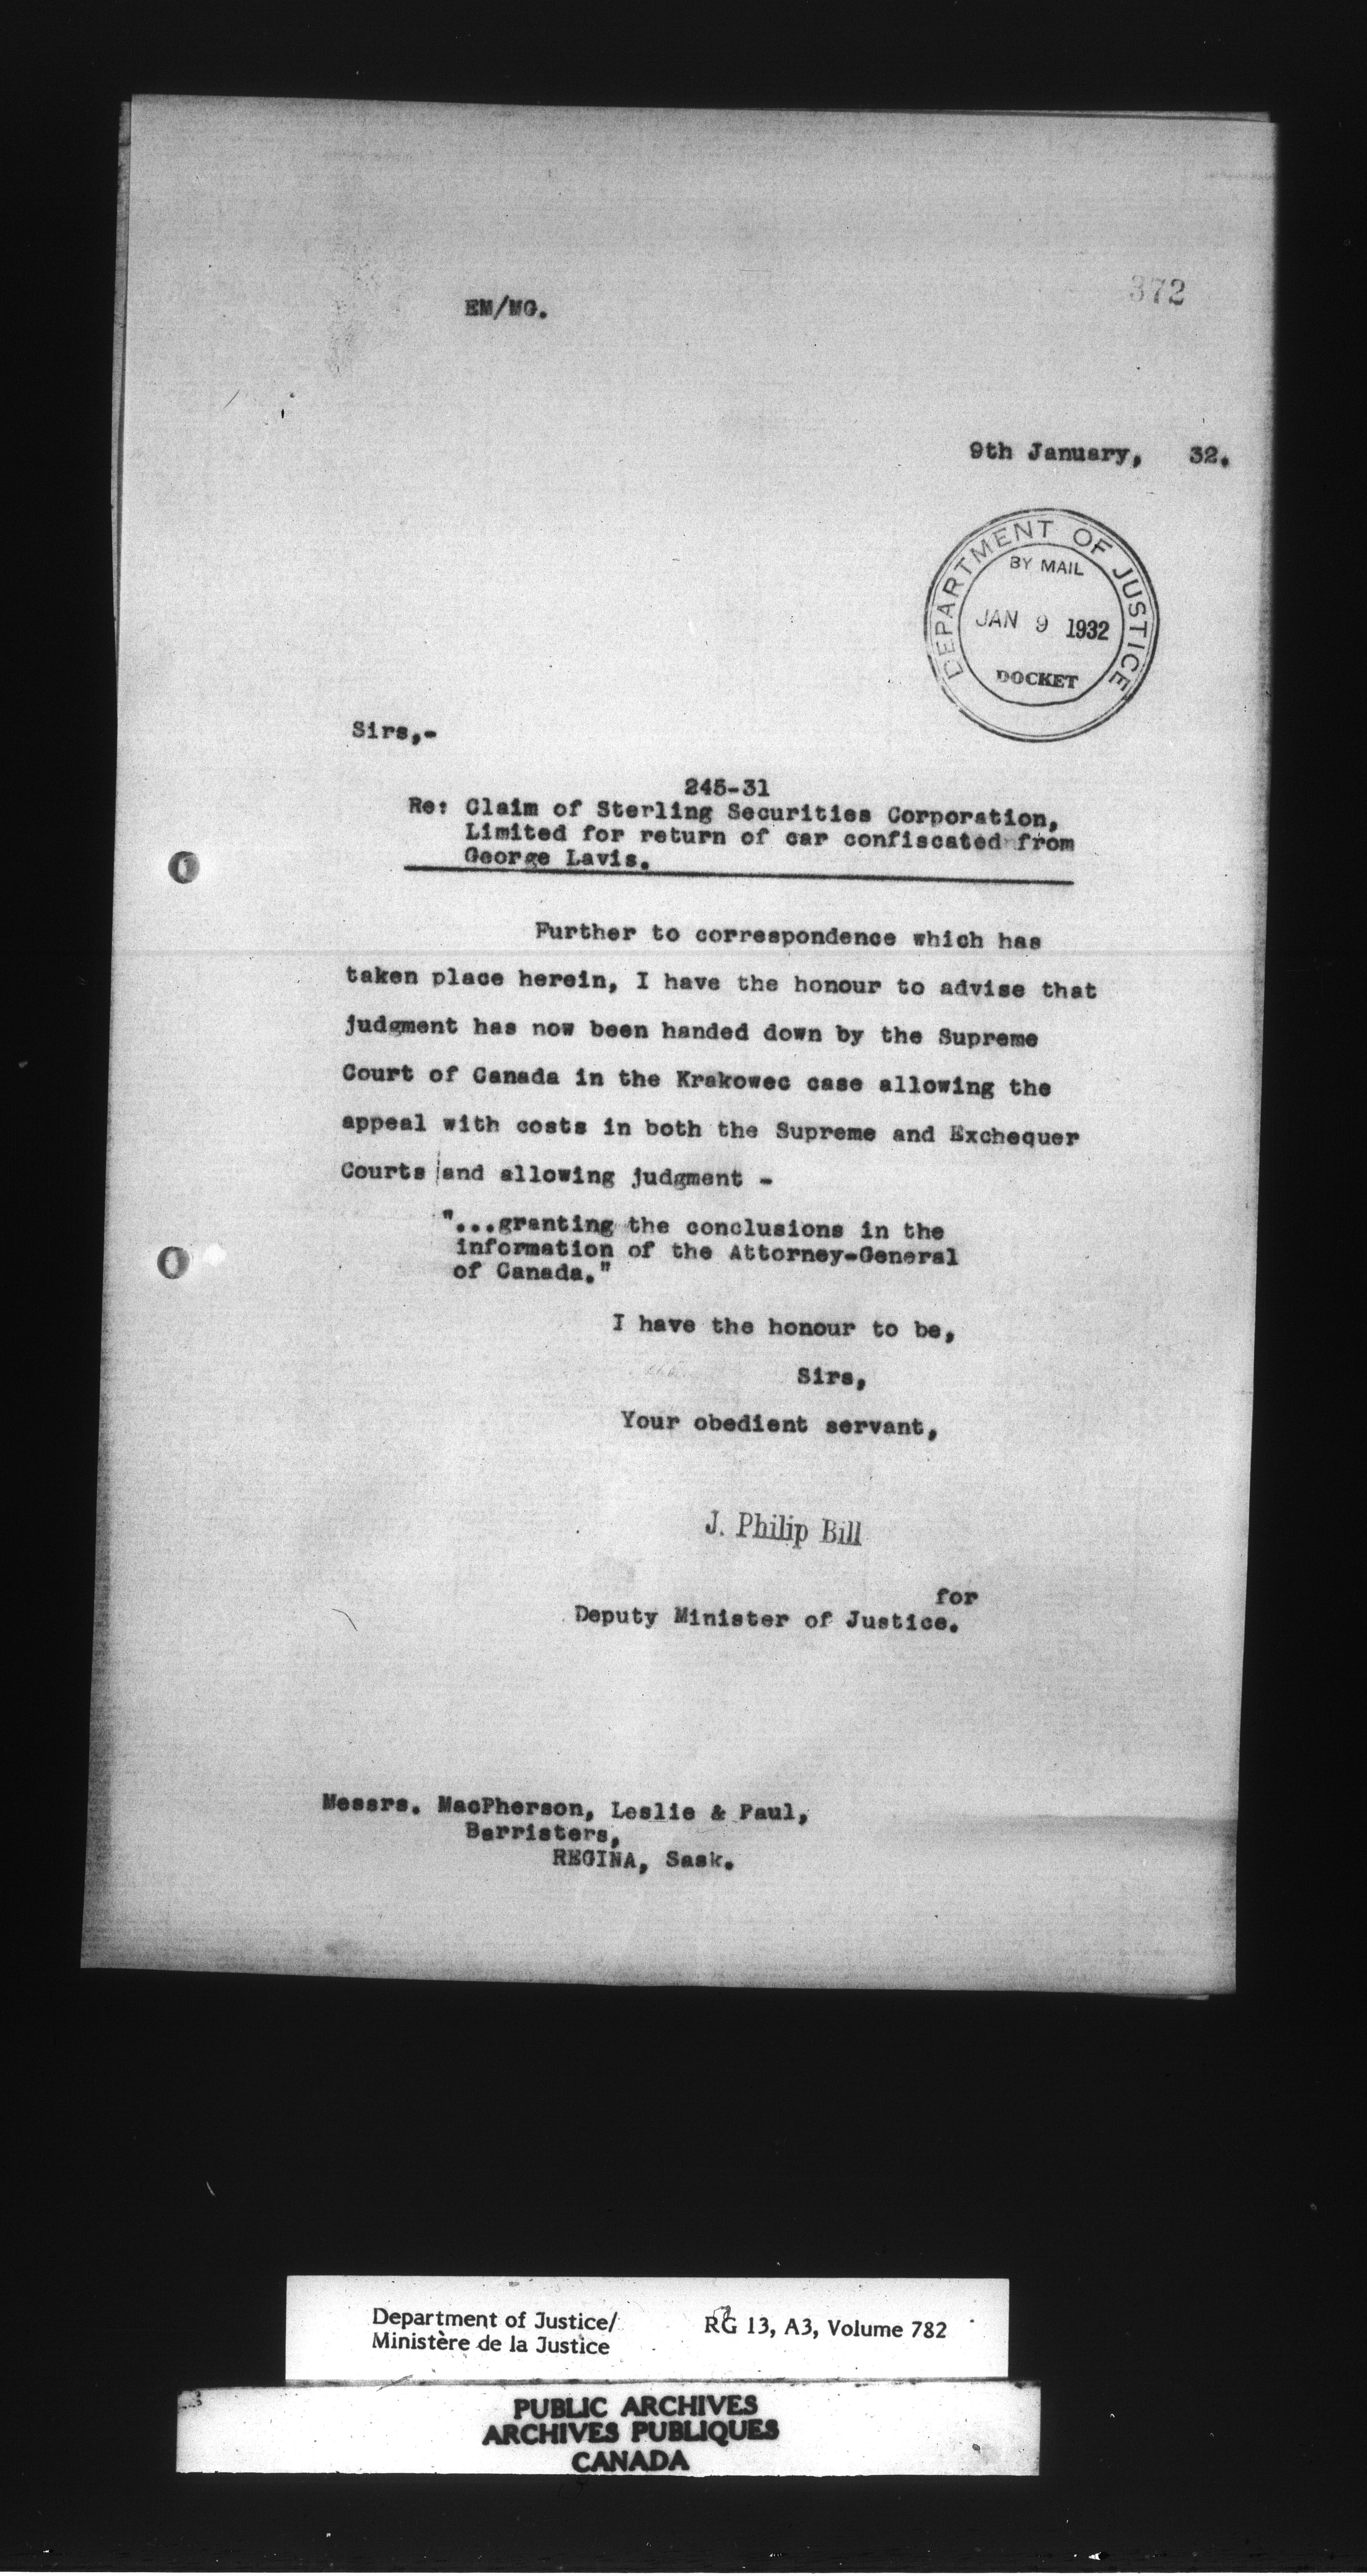 372
EM/MG.
9th January, 32.
DEPARTMENT OF JUSTICE
BY MAIL
JAN 9 1932
DOCKET
Sirs,-
245-31
Re: Claim of Sterling Securities Corporation,
Limited for return of car confiscated from
George Lavis.
Further to correspondence which has
taken place herein, I have the honour to advise that
judgment has now been handed down by the Supreme
Court of Canada in the Krakowec case allowing the
appeal with costs in both the Supreme and Exchequer
Courts and allowing judgment -
"...granting the conclusions in the
information of the Attorney-General
of Canada."
I have the honour to be,
Sirs,
Your obedient servant,
J. Philip Bill
for
Deputy Minister of Justice.
Messrs. MacPherson, Leslie & Paul,
Barristers,
REGINA, Sask.
Department of Justice/ RG 13, A3, Volume 782
Ministère de la Justice
PUBLIC ARCHIVES
ARCHIVES PUBLIQUES
CANADA